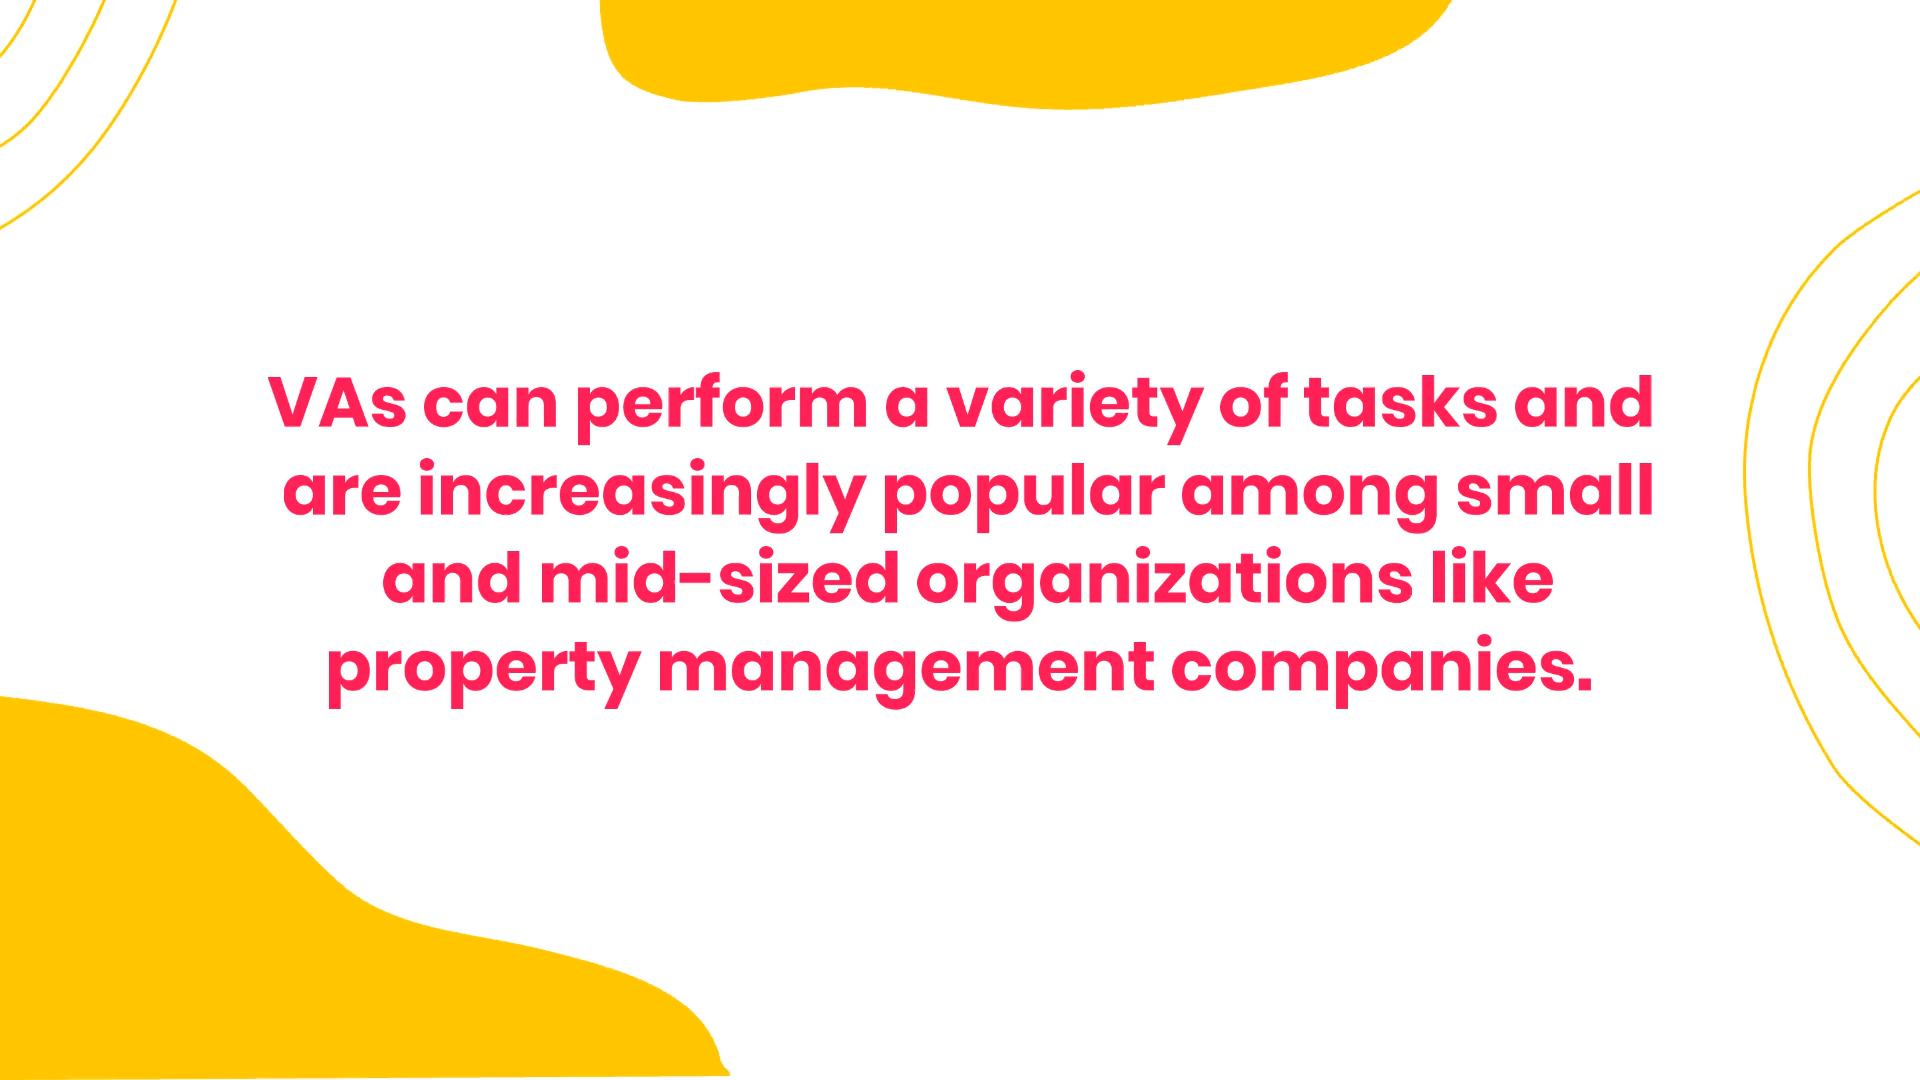 VAs can perform a variety of tasks and
are increasingly popular among small
and mid-sized organizations like
property management companies.